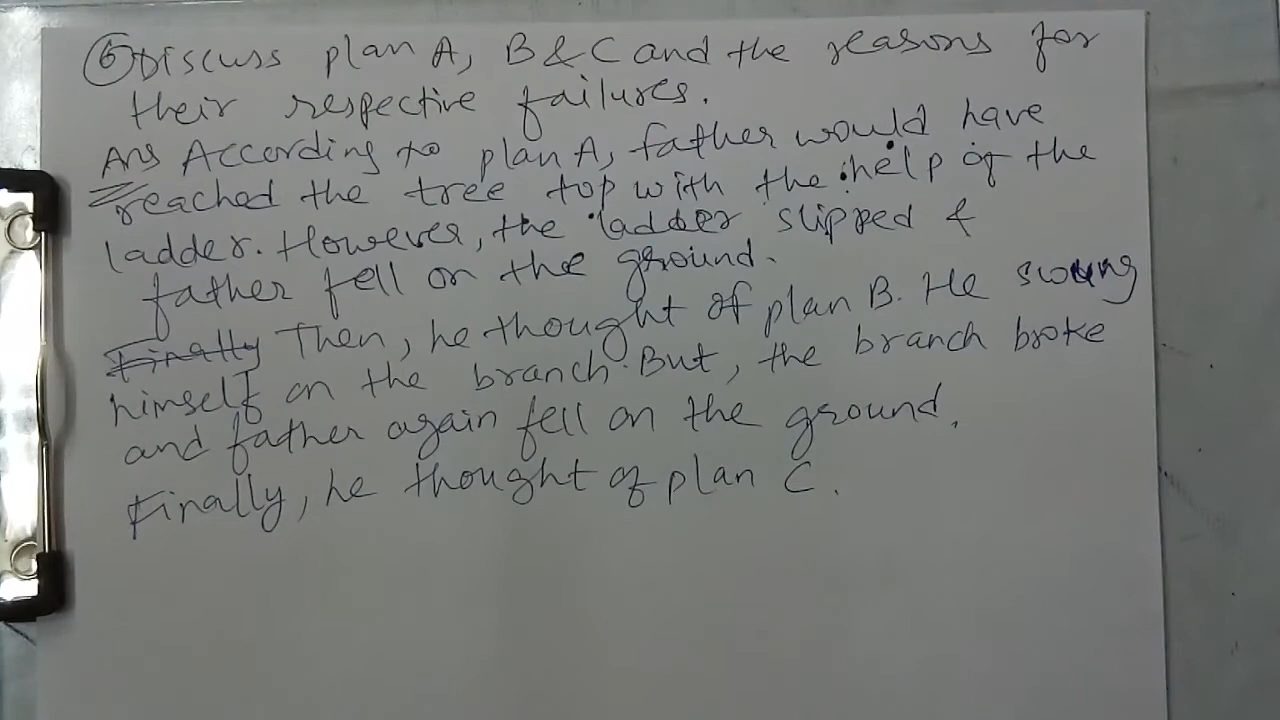 ⑥Discuss plan A, B & C and the reasons for
their respective failures.
Ans According to plan A, father would have
reached the tree top with the help of the
ladder. However, the ladder slipped &
father fell on the ground.
Finally Then, he thought of plan B. He swung
himself on the branch. But, the branch broke
and father again fell on the ground.
Finally, he thought of plan C.